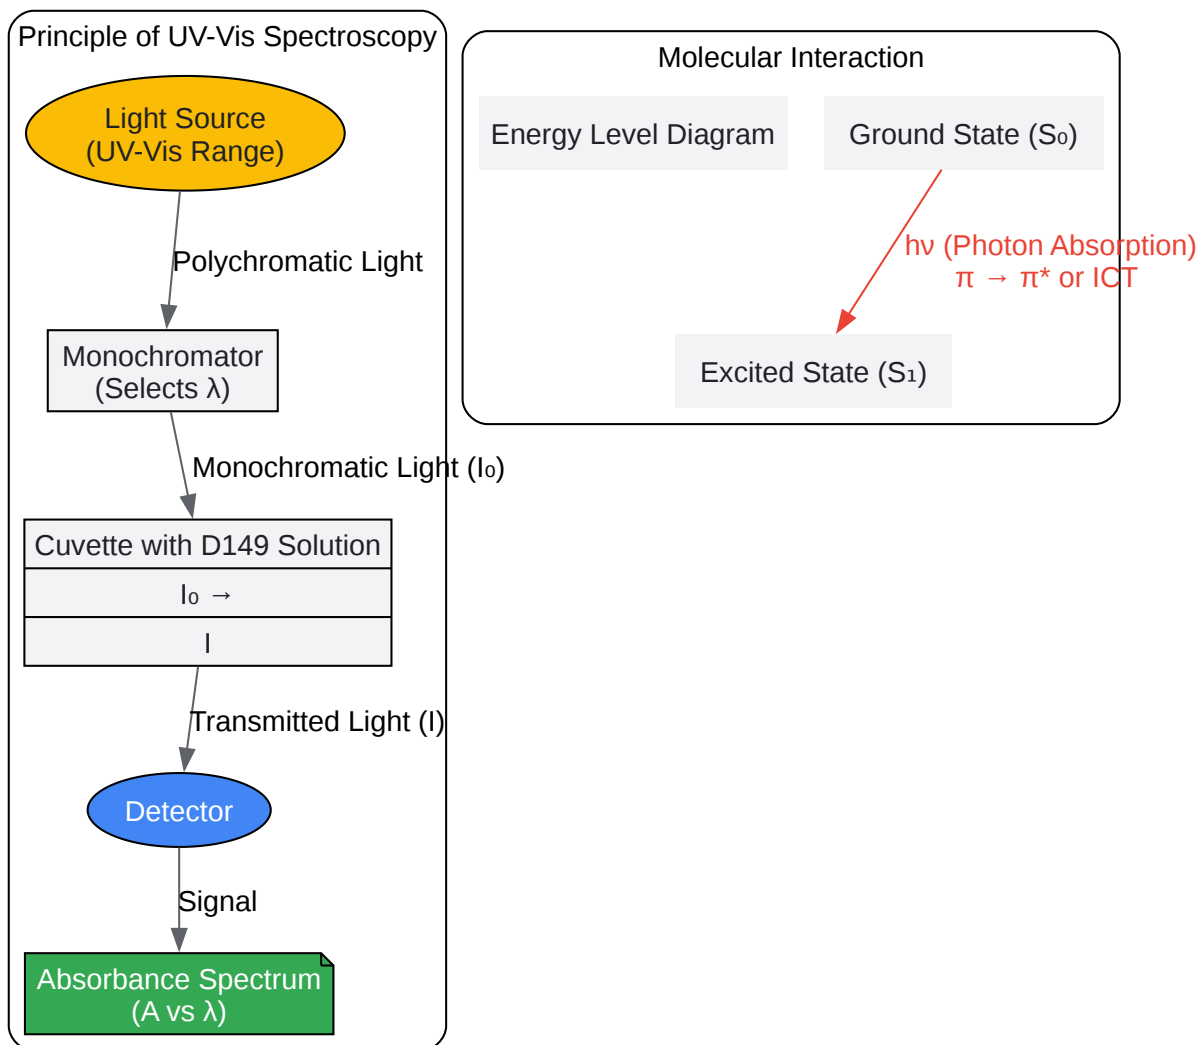 Principle of UV-Vis Spectroscopy
Light Source
(UV-Vis Range)
Polychromatic Light
Monochromator
(Selects λ)
Monochromatic Light (I₀)
Cuvette with D149 Solution
I₀ →
I
Transmitted Light (I)
Detector
Signal
Absorbance Spectrum
(A vs λ)
Molecular Interaction
Energy Level Diagram
Ground State (S₀)
hν (Photon Absorption)
π → π* or ICT
Excited State (S₁)